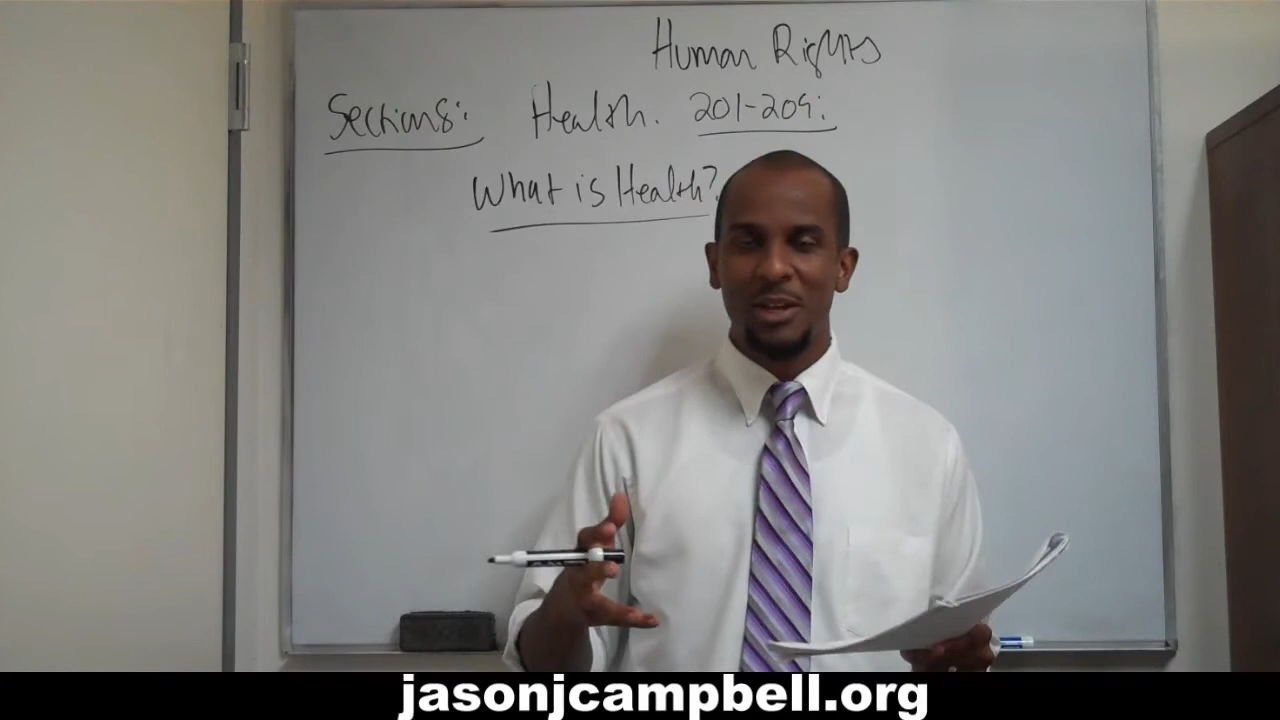 Human Rights
Sections: Health. 201-209:
What is Health?
jasonjcampbell.org